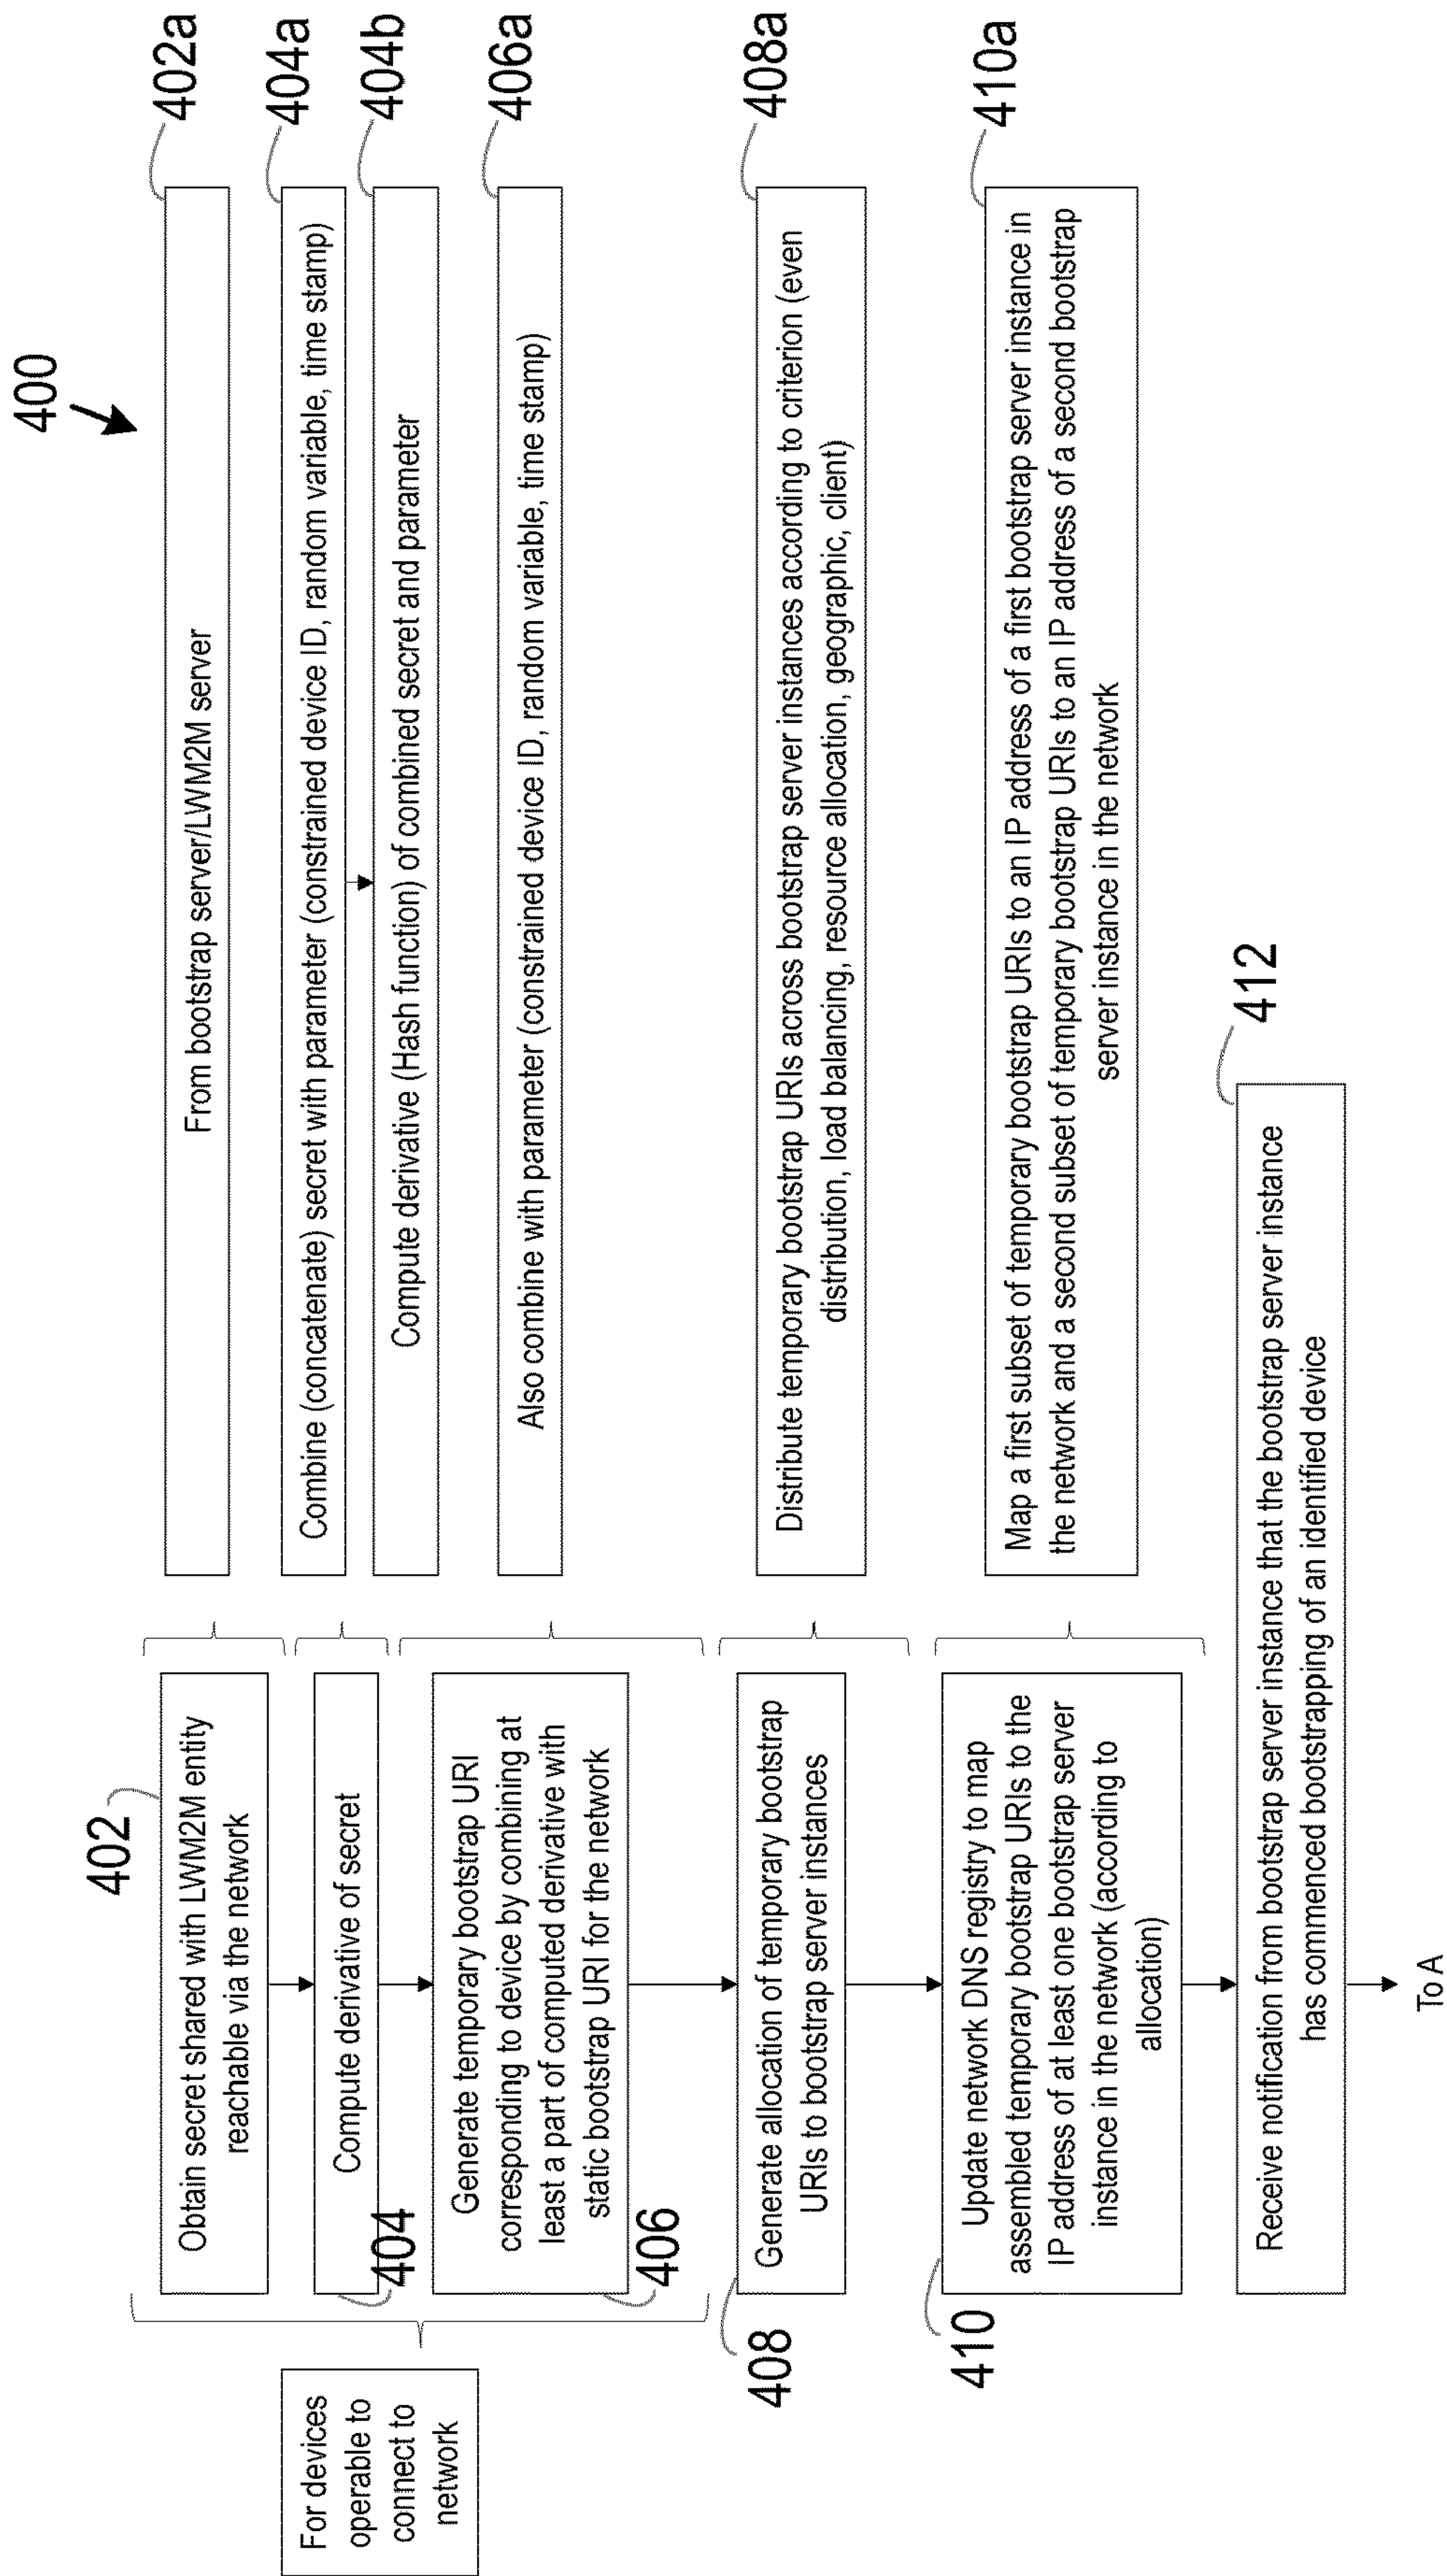 400
For devices
operable to
connect to
network
402
Obtain secret shared with LWM2M entity
reachable via the network
402a
From bootstrap server/LWM2M server
404
Compute derivative of secret
404a
Combine (concatenate) secret with parameter (constrained device ID, random variable, time stamp)
404b
Compute derivative (Hash function) of combined secret and parameter
406
Generate temporary bootstrap URI
corresponding to device by combining at
least a part of computed derivative with
static bootstrap URI for the network
406a
Also combine with parameter (constrained device ID, random variable, time stamp)
408
Generate allocation of temporary bootstrap
URIs to bootstrap server instances
408a
Distribute temporary bootstrap URIs across bootstrap server instances according to criterion (even
distribution, load balancing, resource allocation, geographic, client)
410
Update network DNS registry to map
assembled temporary bootstrap URIs to the
IP address of at least one bootstrap server
instance in the network (according to
allocation)
410a
Map a first subset of temporary bootstrap URIs to an IP address of a first bootstrap server instance in
the network and a second subset of temporary bootstrap URIs to an IP address of a second bootstrap
server instance in the network
412
Receive notification from bootstrap server instance that the bootstrap server instance
has commenced bootstrapping of an identified device
To A